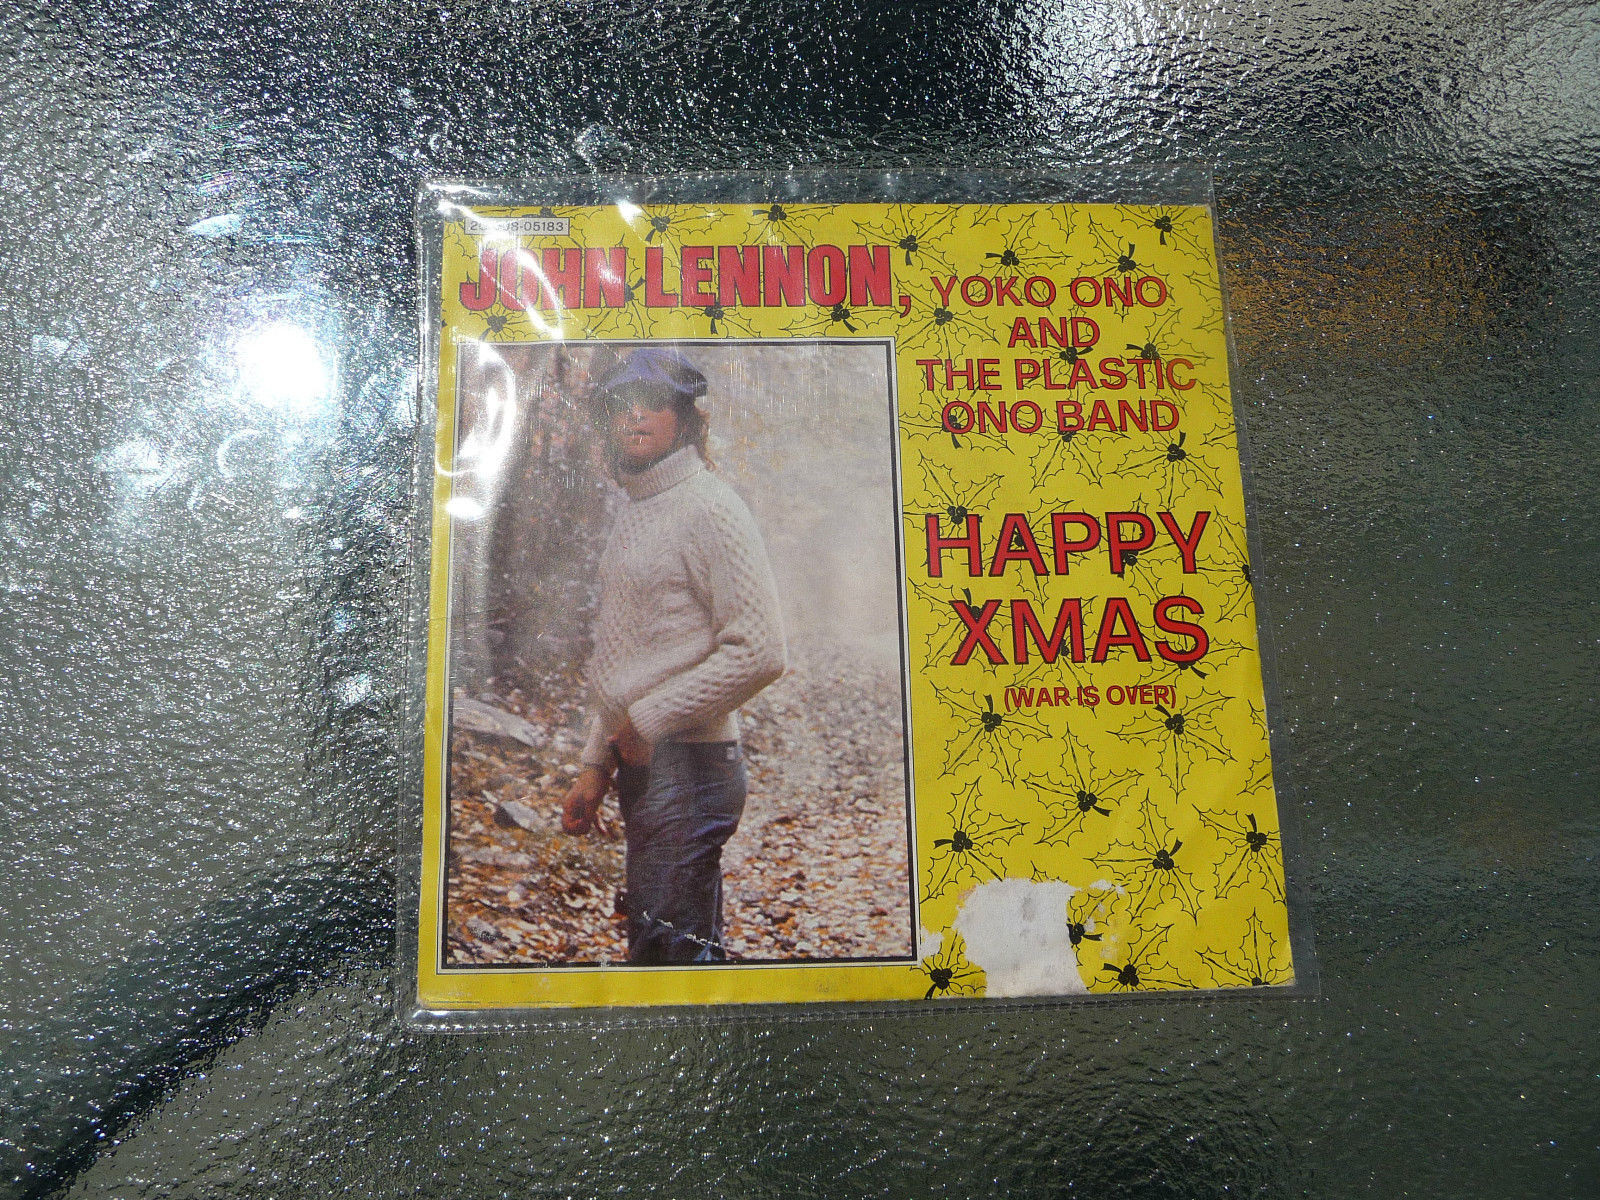 JOHN LENNON,
YOKO ONO
AND
THE PLASTIC
ONO BAND
HAPPY
XMAS
(WAR IS OVER)